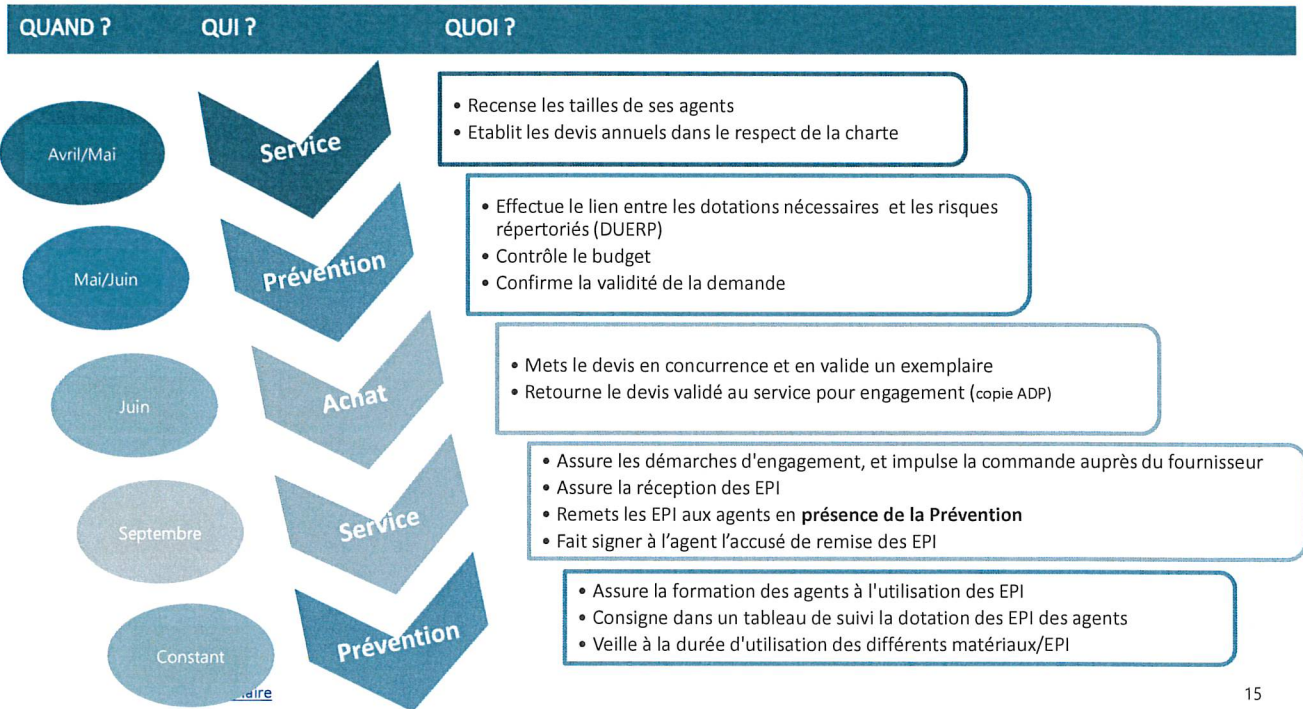 QUAND ? QUI ? QUOI ?
Avril/Mai
Service
• Recense les tailles de ses agents
• Etablit les devis annuels dans le respect de la charte
Mai/Juin
Prévention
• Effectue le lien entre les dotations nécessaires et les risques
répertoriés (DUERP)
• Contrôle le budget
• Confirme la validité de la demande
Juin
Achat
• Mets le devis en concurrence et en valide un exemplaire
• Retourne le devis validé au service pour engagement (copie ADP)
Septembre
Service
• Assure les démarches d'engagement, et impulse la commande auprès du fournisseur
• Assure la réception des EPI
• Remets les EPI aux agents en présence de la Prévention
• Fait signer à l’agent l’accusé de remise des EPI
Constant
Prévention
• Assure la formation des agents à l'utilisation des EPI
• Consigne dans un tableau de suivi la dotation des EPI des agents
• Veille à la durée d'utilisation des différents matériaux/EPI
15